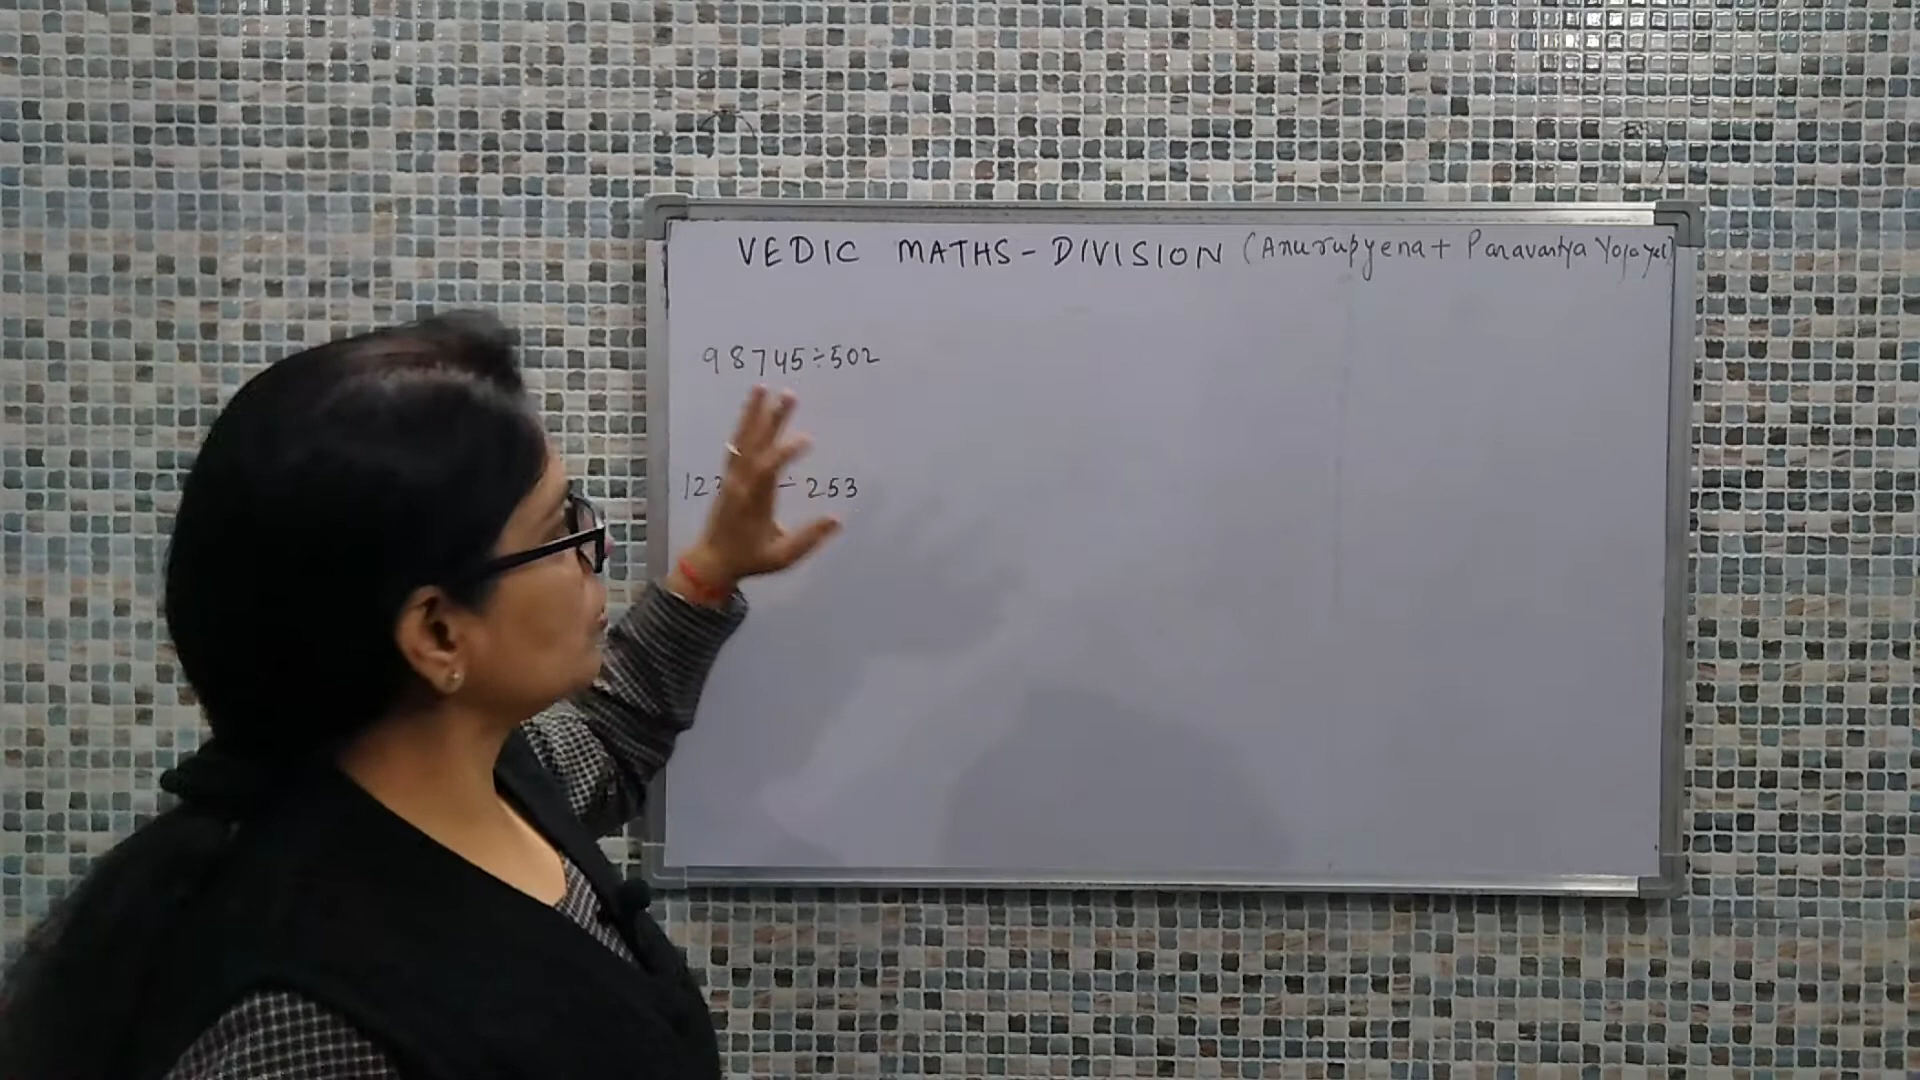 VEDIC MATHS - DIVISION (Anurupyena + Paravartya Yojayet)
98745 ÷ 502
÷ 253